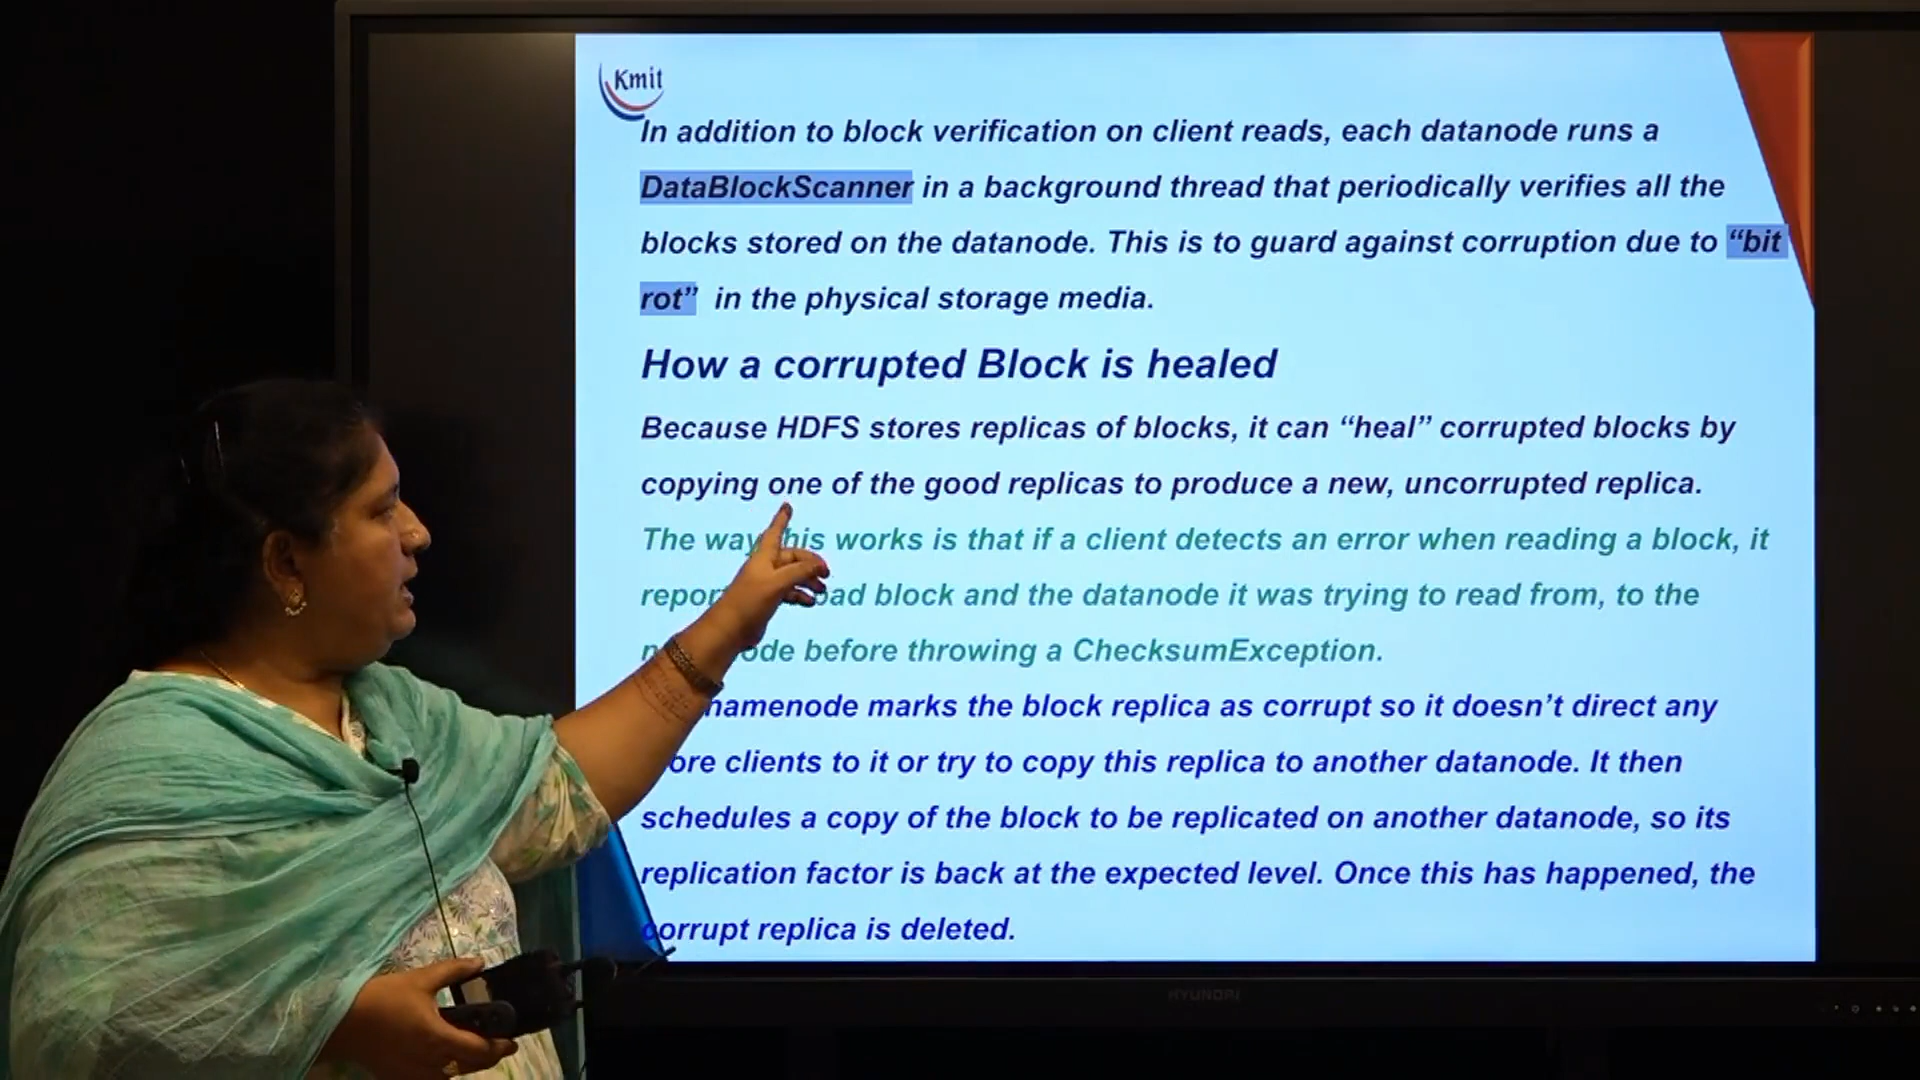 Kmit
In addition to block verification on client reads, each datanode runs a
DataBlockScanner in a background thread that periodically verifies all the
blocks stored on the datanode. This is to guard against corruption due to “bit
rot” in the physical storage media.
How a corrupted Block is healed
Because HDFS stores replicas of blocks, it can “heal” corrupted blocks by
copying one of the good replicas to produce a new, uncorrupted replica.
The way this works is that if a client detects an error when reading a block, it
bad block and the datanode it was trying to read from, to the
before throwing a ChecksumException.
namenode marks the block replica as corrupt so it doesn’t direct any
more clients to it or try to copy this replica to another datanode. It then
schedules a copy of the block to be replicated on another datanode, so its
replication factor is back at the expected level. Once this has happened, the
corrupt replica is deleted.
HYUNDAI